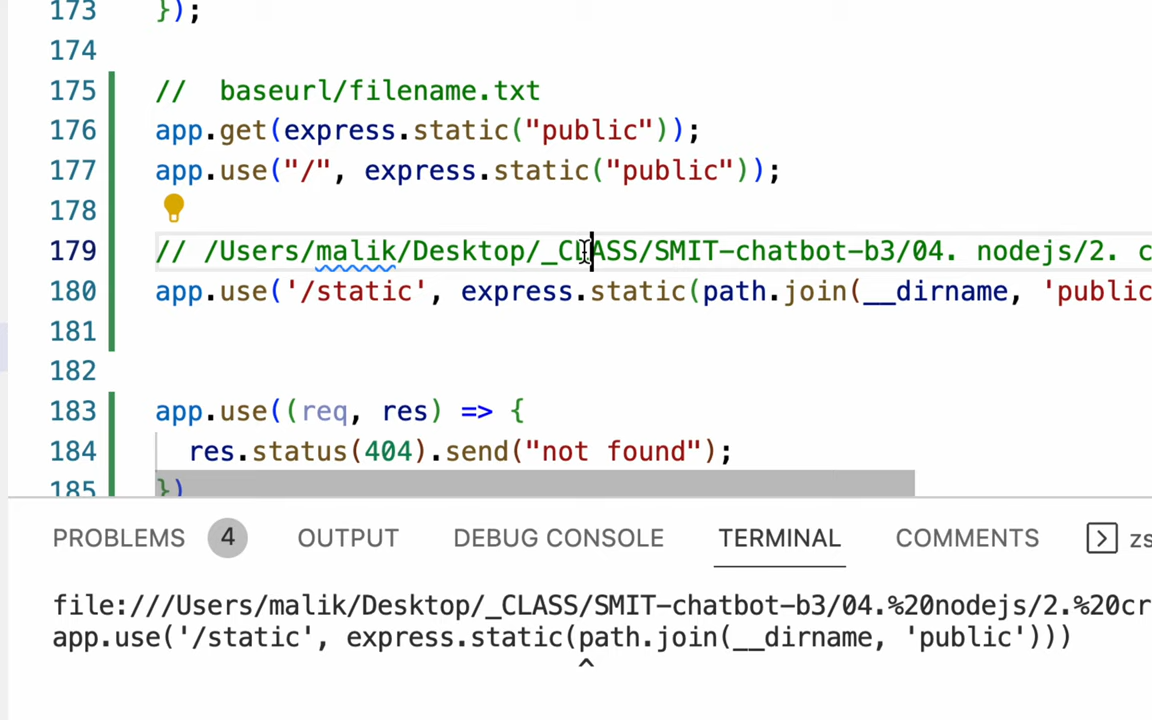 173 });
174
175 //  baseurl/filename.txt
176 app.get(express.static("public"));
177 app.use("/", express.static("public"));
178
179 // /Users/malik/Desktop/_CLASS/SMIT-chatbot-b3/04. nodejs/2. c
180 app.use('/static', express.static(path.join(__dirname, 'public
181
182
183 app.use((req, res) => {
184   res.status(404).send("not found");
185 })
PROBLEMS 4 OUTPUT DEBUG CONSOLE TERMINAL COMMENTS zs
file:///Users/malik/Desktop/_CLASS/SMIT-chatbot-b3/04.%20nodejs/2.%20cr
app.use('/static', express.static(path.join(__dirname, 'public')))
^